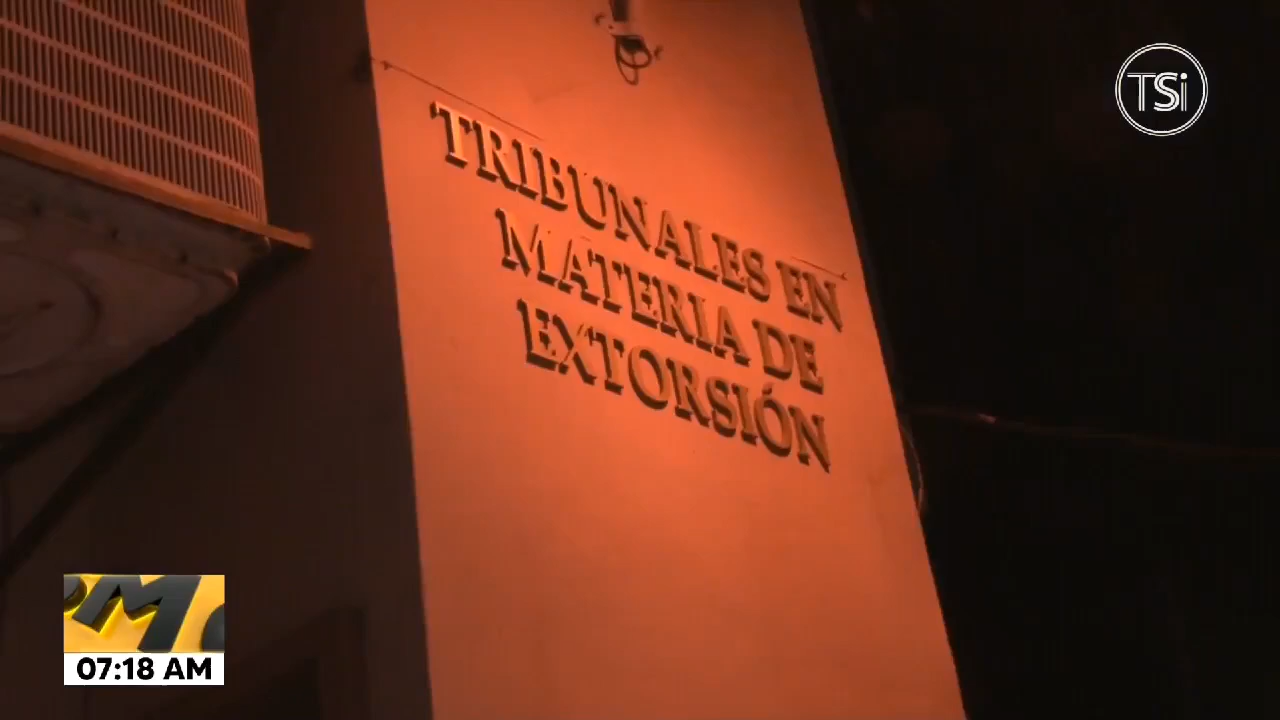 TSi
TRIBUNALES EN
MATERIA DE
EXTORSIÓN
07:18 AM